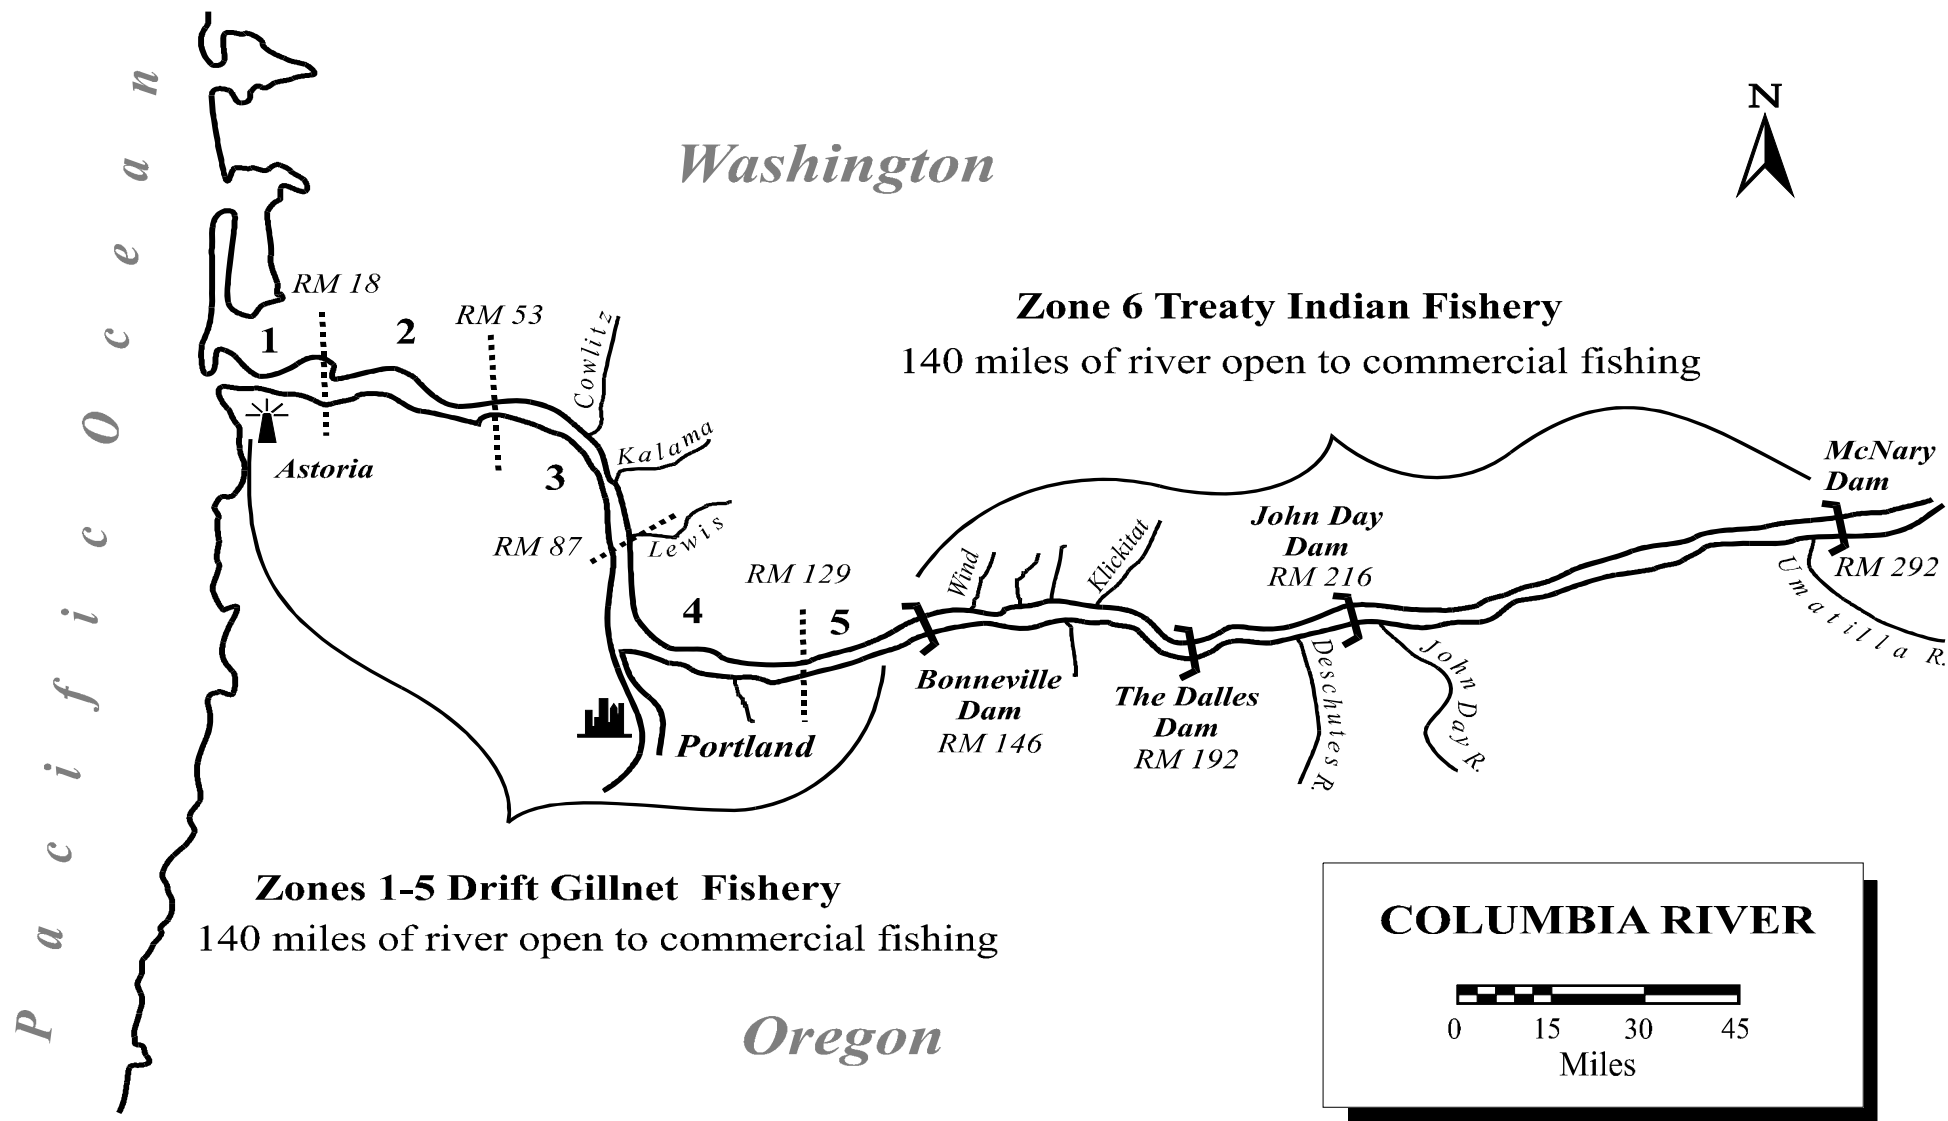 Pacific Ocean
N
Washington
RM 18
RM 53
1
2
Cowlitz
Zone 6 Treaty Indian Fishery
140 miles of river open to commercial fishing
Kalama
Astoria
3
McNary
Dam
RM 292
RM 87
Lewis
John Day
Dam
RM 216
RM 129
Wind
Klickitat
Umatilla R.
4
5
Bonneville
Dam
RM 146
The Dalles
Dam
RM 192
Deschutes R.
John Day R.
Portland
Zones 1-5 Drift Gillnet Fishery
140 miles of river open to commercial fishing
Oregon
COLUMBIA RIVER
0 15 30 45
Miles